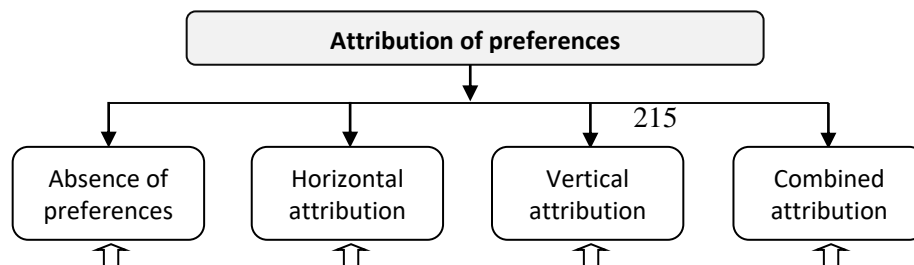 Attribution of preferences
215
Absence of
preferences
Horizontal
attribution
Vertical
attribution
Combined
attribution